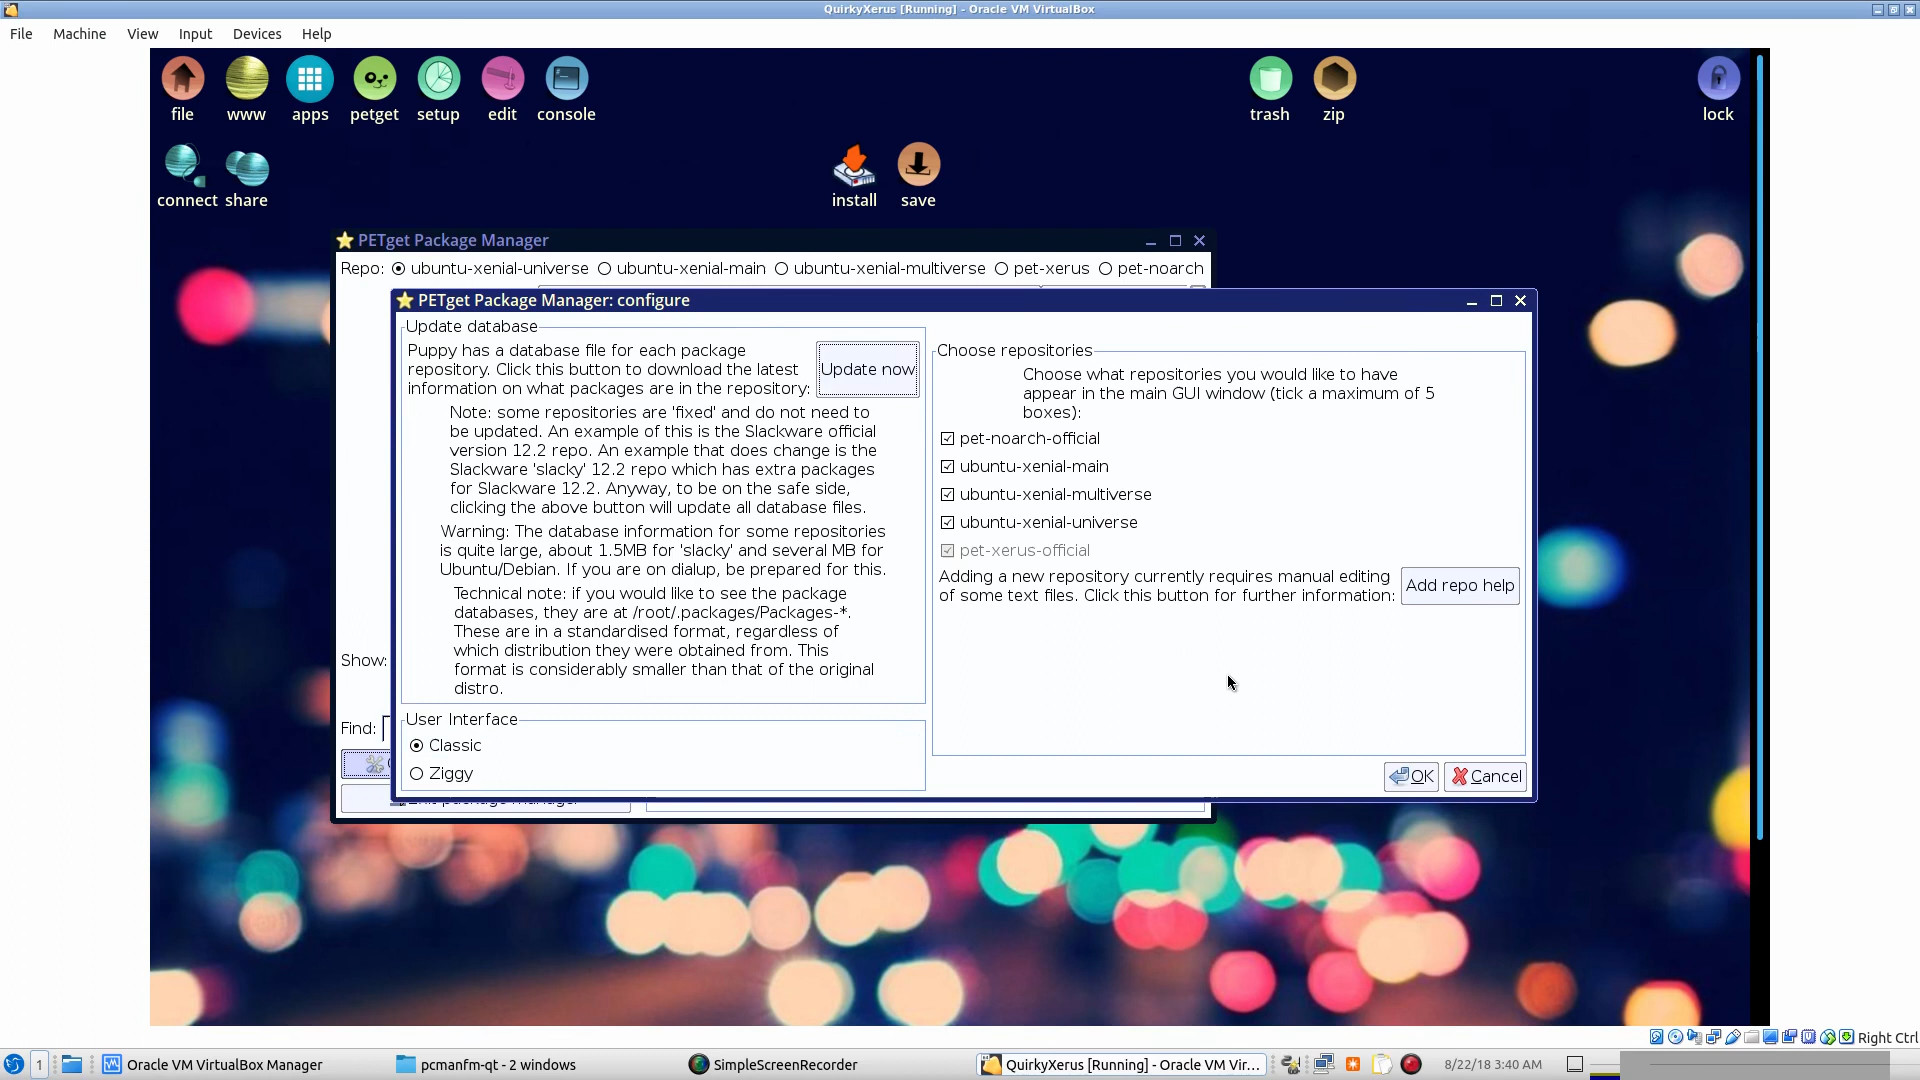 QuirkyXerus [Running] - Oracle VM VirtualBox
File Machine View Input Devices Help
file www apps petget setup edit console trash zip lock
connect share install save
PETget Package Manager
Repo: ubuntu-xenial-universe ubuntu-xenial-main ubuntu-xenial-multiverse pet-xerus pet-noarch
PETget Package Manager: configure
Update database
Puppy has a database file for each package
repository. Click this button to download the latest
information on what packages are in the repository:
Update now
Note: some repositories are 'fixed' and do not need to
be updated. An example of this is the Slackware official
version 12.2 repo. An example that does change is the
Slackware 'slacky' 12.2 repo which has extra packages
for Slackware 12.2. Anyway, to be on the safe side,
clicking the above button will update all database files.
Warning: The database information for some repositories
is quite large, about 1.5MB for 'slacky' and several MB for
Ubuntu/Debian. If you are on dialup, be prepared for this.
Technical note: if you would like to see the package
databases, they are at /root/.packages/Packages-*.
These are in a standardised format, regardless of
which distribution they were obtained from. This
format is considerably smaller than that of the original
distro.
User Interface
Classic
Ziggy
Choose repositories
Choose what repositories you would like to have
appear in the main GUI window (tick a maximum of 5
boxes):
pet-noarch-official
ubuntu-xenial-main
ubuntu-xenial-multiverse
ubuntu-xenial-universe
pet-xerus-official
Adding a new repository currently requires manual editing
of some text files. Click this button for further information:
Add repo help
OK Cancel
Show:
Find:
Right Ctrl
1 Oracle VM VirtualBox Manager pcmanfm-qt - 2 windows SimpleScreenRecorder QuirkyXerus [Running] - Oracle VM Vir... 8/22/18 3:40 AM